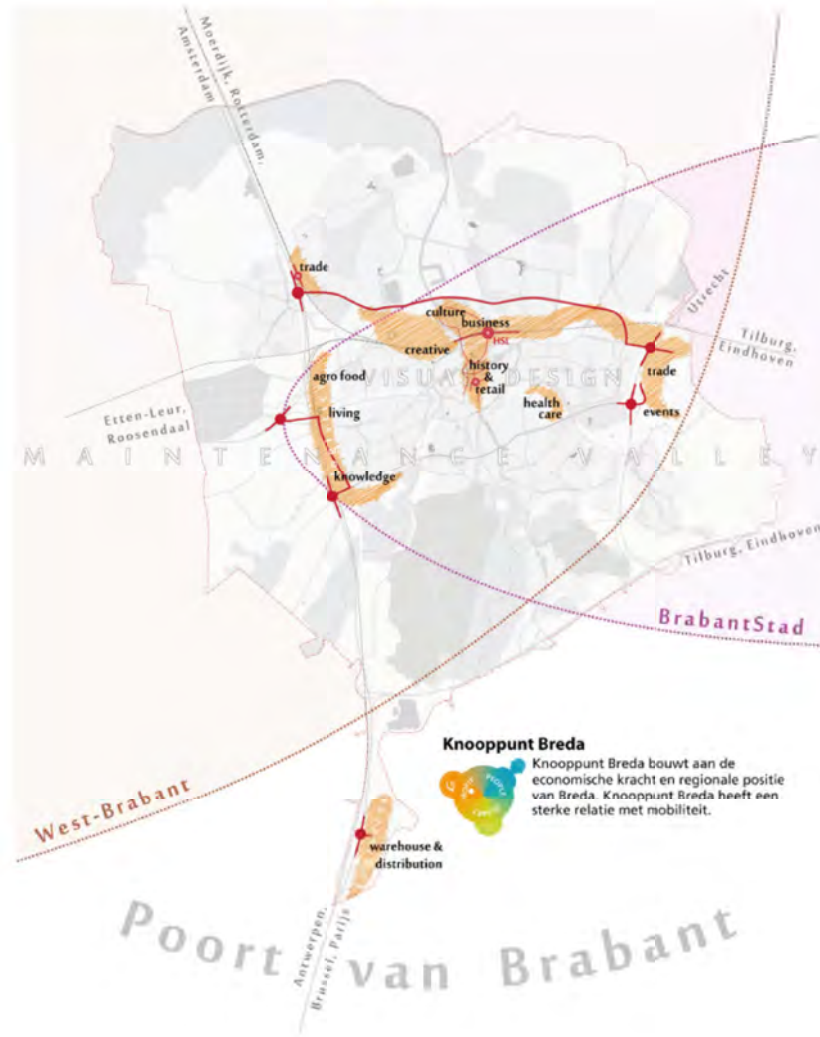 Moerdijk, Rotterdam,
Amsterdam
trade
Utrecht
culture
business
HSL
creative
Tilburg,
Eindhoven
history
&
retail
agro food
VISUAL DESIGN
trade
health
care
living
events
Etten-Leur,
Roosendaal
MAINTENANCE VALLEY
knowledge
Tilburg, Eindhoven
BrabantStad
Knooppunt Breda
Knooppunt Breda bouwt aan de
economische kracht en regionale positie
van Breda. Knooppunt Breda heeft een
sterke relatie met mobiliteit.
PEOPLE
West-Brabant
warehouse &
distribution
Antwerpen,
Brussel, Parijs
Poort van Brabant